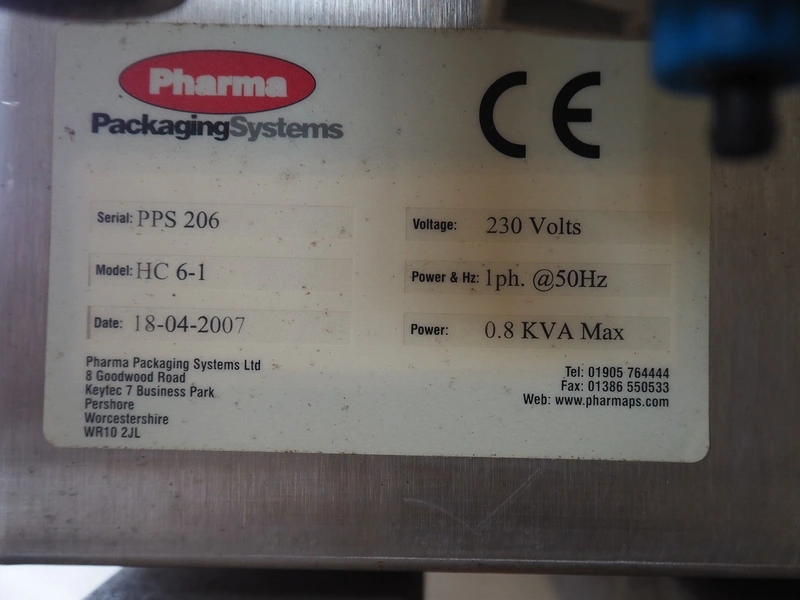 Pharma
PackagingSystems
CE
Serial: PPS 206
Model: HC 6-1
Date: 18-04-2007
Voltage: 230 Volts
Power & Hz: 1ph. @50Hz
Power: 0.8 KVA Max
Pharma Packaging Systems Ltd
8 Goodwood Road
Keytec 7 Business Park
Pershore
Worcestershire
WR10 2JL
Tel: 01905 764444
Fax: 01386 550533
Web: www.pharmaps.com